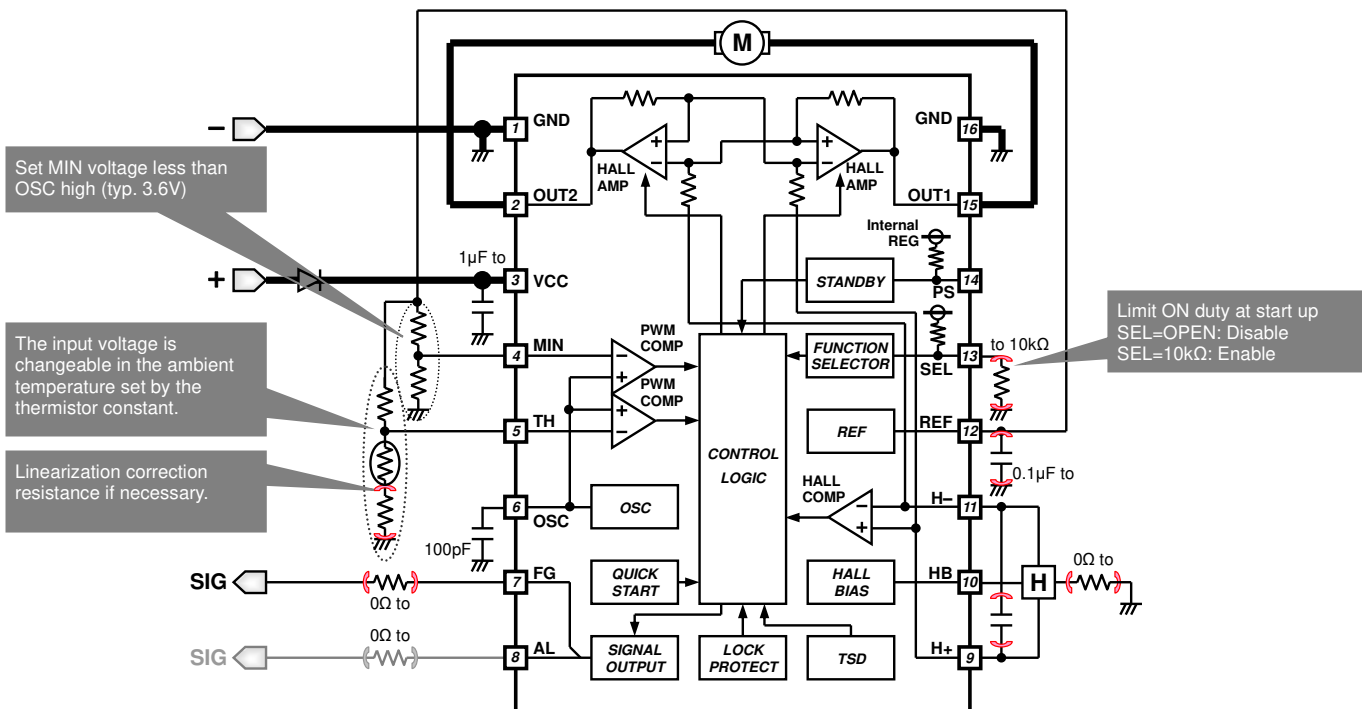 M
−
1
GND
GND
16
Set MIN voltage less than
OSC high (typ. 3.6V)
+
−
HALL
AMP
+
−
HALL
AMP
2
OUT2
OUT1
15
Internal
REG
+
1µF to
3
VCC
STANDBY
PS
14
Limit ON duty at start up
SEL=OPEN: Disable
SEL=10kΩ: Enable
The input voltage is
changeable in the ambient
temperature set by the
thermistor constant.
4
MIN
PWM
COMP
−
+
FUNCTION
SELECTOR
SEL
13
to 10kΩ
PWM
COMP
+
−
5
TH
REF
REF
12
CONTROL
LOGIC
0.1µF to
Linearization correction
resistance if necessary.
HALL
COMP
−
+
H−
11
6
OSC
OSC
100pF
SIG
0Ω to
7
FG
QUICK
START
HALL
BIAS
HB
10
H
0Ω to
SIG
0Ω to
8
AL
SIGNAL
OUTPUT
LOCK
PROTECT
TSD
H+
9